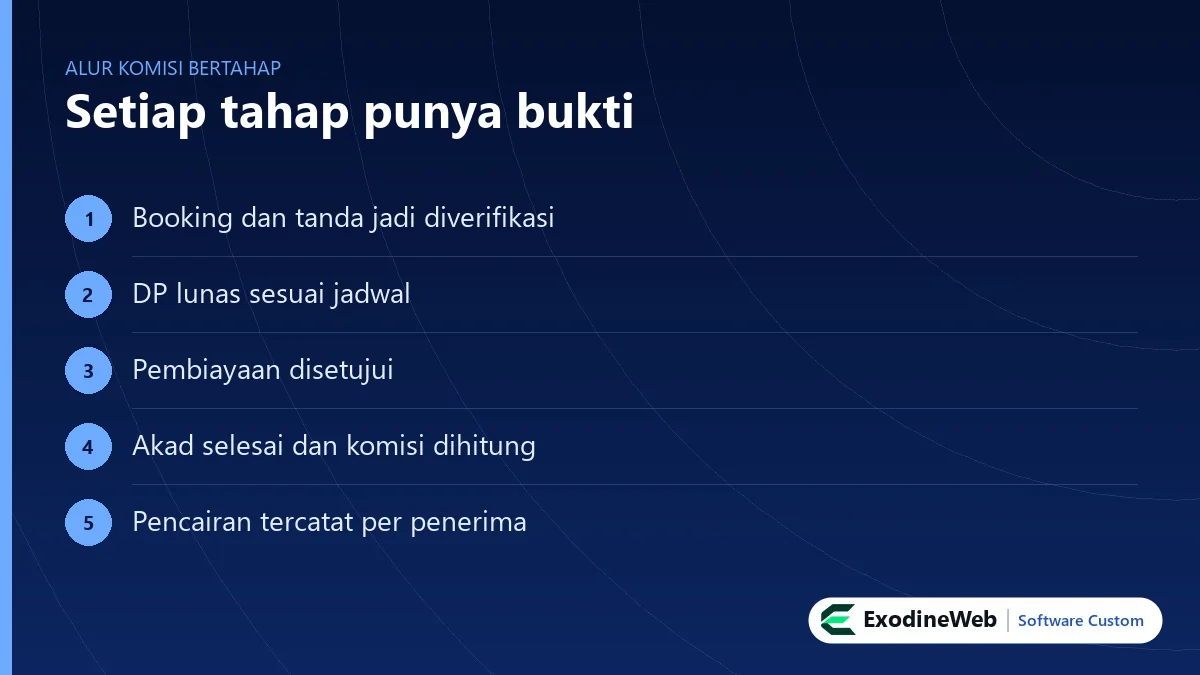 ALUR KOMISI BERTAHAP
Setiap tahap punya bukti
1 Booking dan tanda jadi diverifikasi
2 DP lunas sesuai jadwal
3 Pembiayaan disetujui
4 Akad selesai dan komisi dihitung
5 Pencairan tercatat per penerima
ExodineWeb | Software Custom